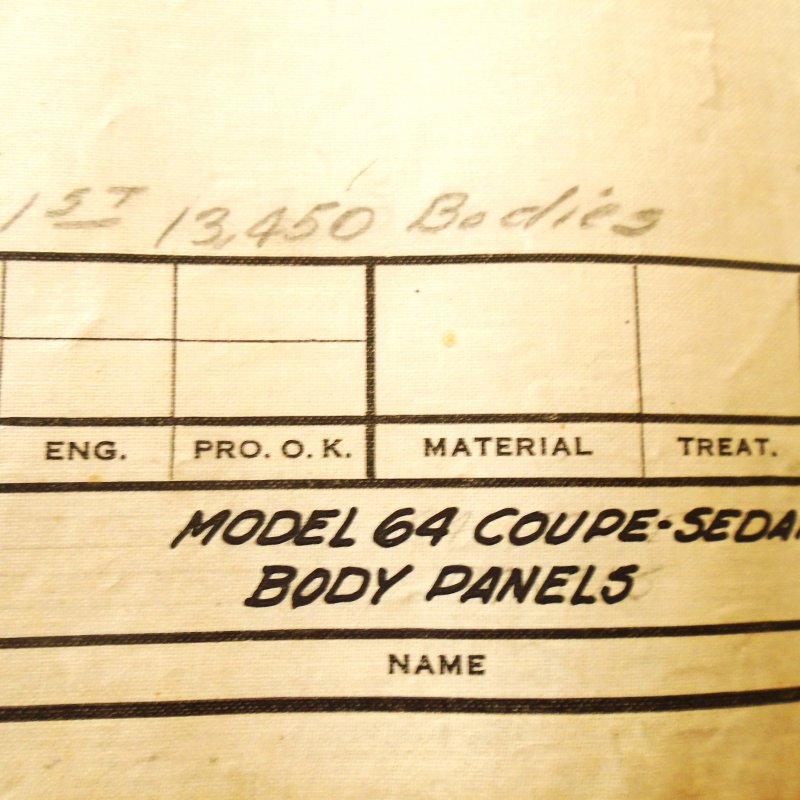 1ST 13,450 Bodies
ENG. PRO. O. K. MATERIAL TREAT.
MODEL 64 COUPE-SEDA
BODY PANELS
NAME